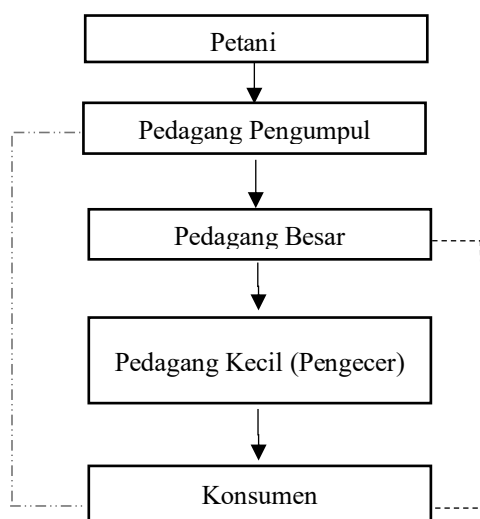 Petani
Pedagang Pengumpul
Pedagang Besar
Pedagang Kecil (Pengecer)
Konsumen